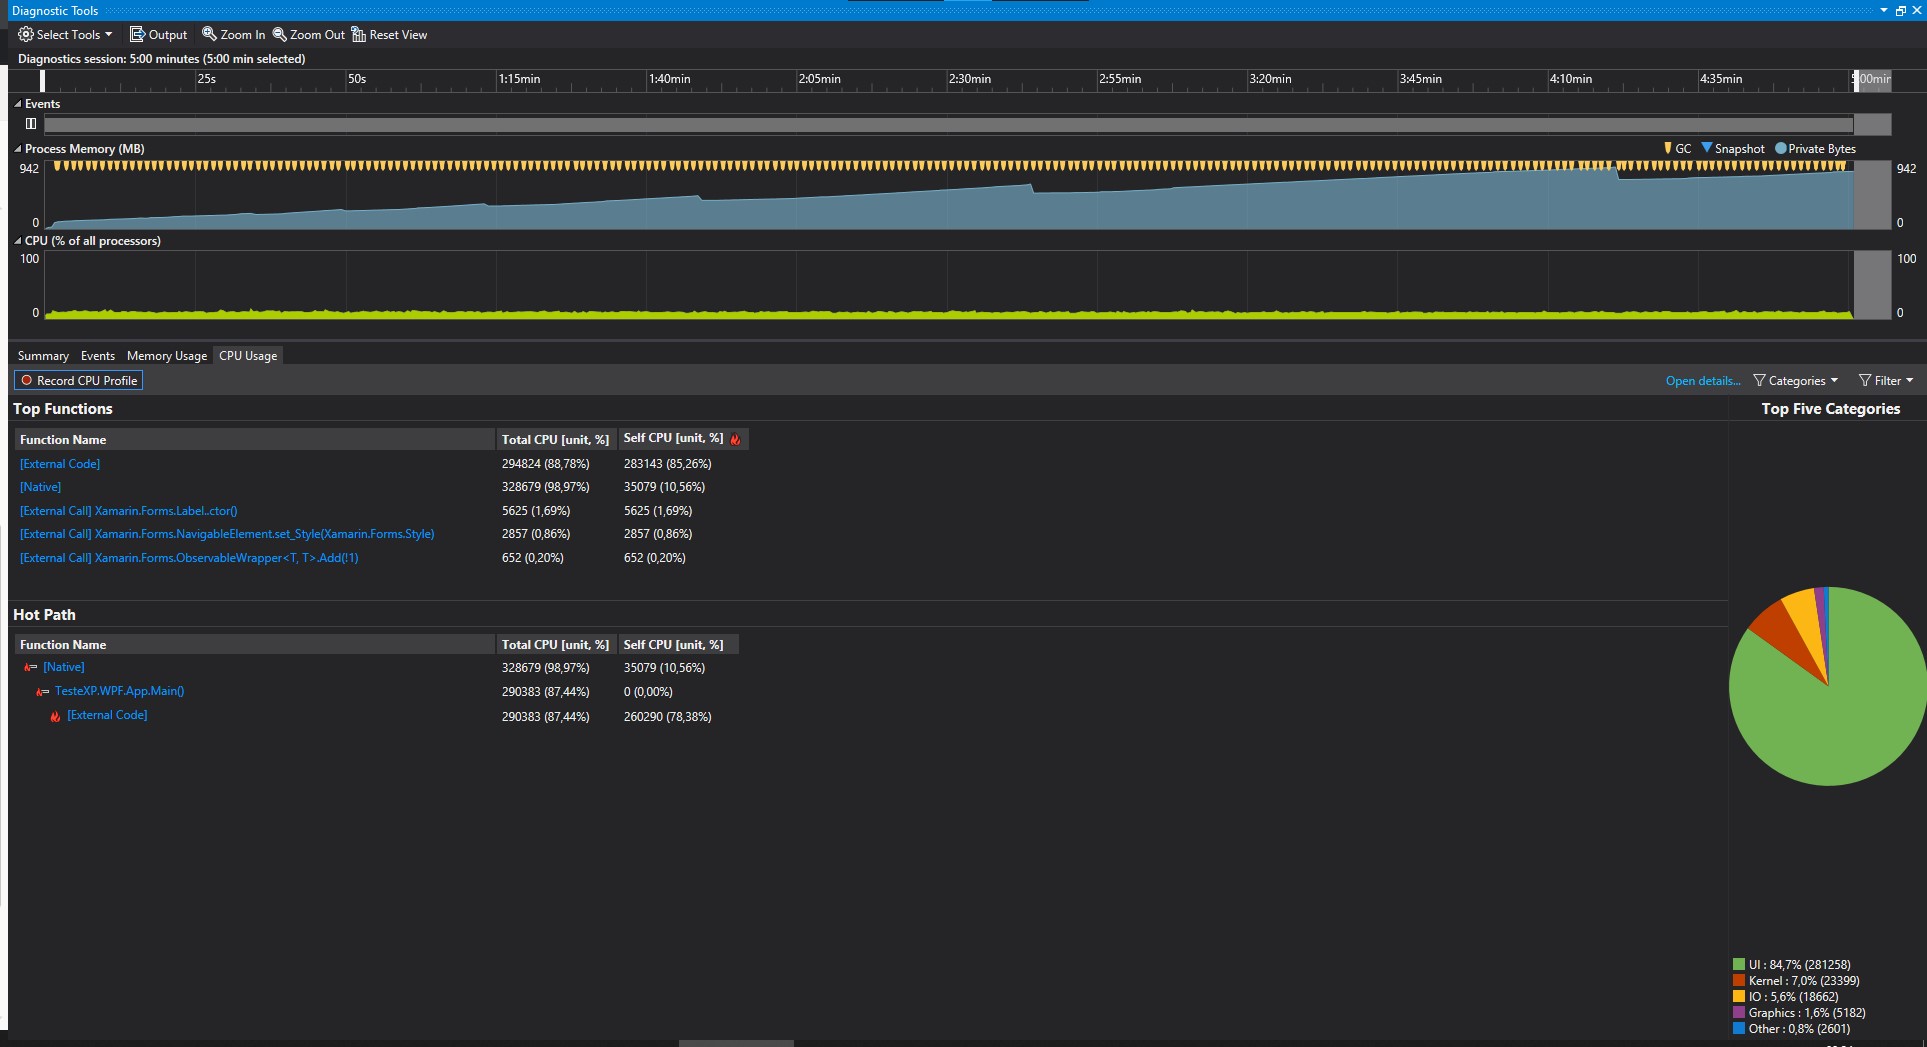 Diagnostic Tools
Select Tools Output Zoom In Zoom Out Reset View
Diagnostics session: 5:00 minutes (5:00 min selected)
25s 50s 1:15min 1:40min 2:05min 2:30min 2:55min 3:20min 3:45min 4:10min 4:35min 5:00min
Events
Process Memory (MB) GC Snapshot Private Bytes
942 942
0 0
CPU (% of all processors)
100 100
0 0
Summary Events Memory Usage CPU Usage
Record CPU Profile Open details... Categories Filter
Top Functions Top Five Categories
Function Name Total CPU [unit, %] Self CPU [unit, %]
[External Code] 294824 (88,78%) 283143 (85,26%)
[Native] 328679 (98,97%) 35079 (10,56%)
[External Call] Xamarin.Forms.Label..ctor() 5625 (1,69%) 5625 (1,69%)
[External Call] Xamarin.Forms.NavigableElement.set_Style(Xamarin.Forms.Style) 2857 (0,86%) 2857 (0,86%)
[External Call] Xamarin.Forms.ObservableWrapper<T, T>.Add(!1) 652 (0,20%) 652 (0,20%)
Hot Path
Function Name Total CPU [unit, %] Self CPU [unit, %]
[Native] 328679 (98,97%) 35079 (10,56%)
TesteXP.WPF.App.Main() 290383 (87,44%) 0 (0,00%)
[External Code] 290383 (87,44%) 260290 (78,38%)
UI : 84,7% (281258)
Kernel : 7,0% (23399)
IO : 5,6% (18662)
Graphics : 1,6% (5182)
Other : 0,8% (2601)